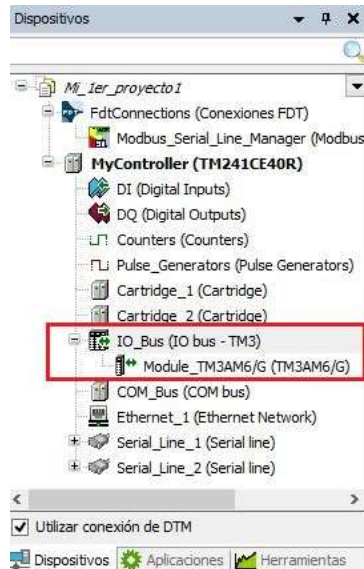 Dispositivos
Mi_1er_proyecto1
FdtConnections (Conexiones FDT)
Modbus_Serial_Line_Manager (Modbus
MyController (TM241CE40R)
DI (Digital Inputs)
DQ (Digital Outputs)
Counters (Counters)
Pulse_Generators (Pulse Generators)
Cartridge_1 (Cartridge)
Cartridge_2 (Cartridge)
IO_Bus (IO bus - TM3)
Module_TM3AM6/G (TM3AM6/G)
COM_Bus (COM bus)
Ethernet_1 (Ethernet Network)
Serial_Line_1 (Serial line)
Serial_Line_2 (Serial line)
Utilizar conexión de DTM
Dispositivos Aplicaciones Herramientas